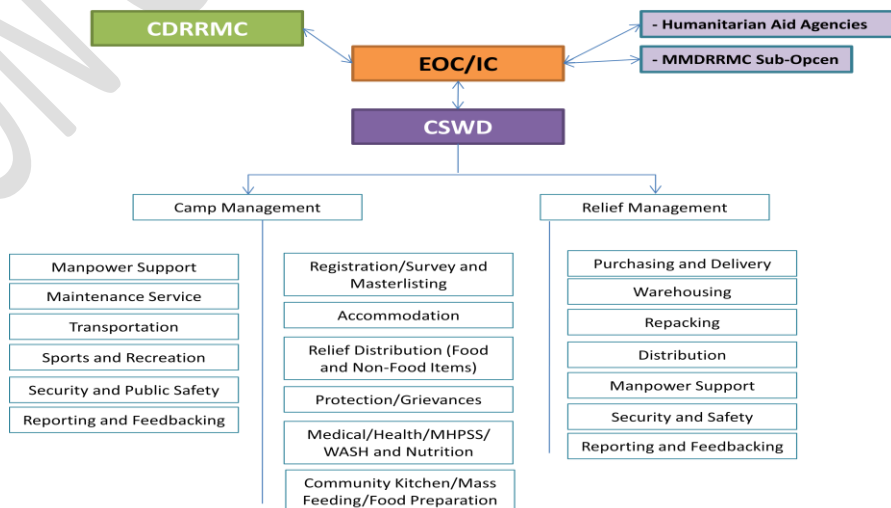 CDRRMC
- Humanitarian Aid Agencies
EOC/IC
- MMDRRMC Sub-Opcen
CSWD
Camp Management
Relief Management
Manpower Support
Maintenance Service
Transportation
Sports and Recreation
Security and Public Safety
Reporting and Feedbacking
Registration/Survey and
Masterlisting
Accommodation
Relief Distribution (Food
and Non-Food Items)
Protection/Grievances
Medical/Health/MHPSS/
WASH and Nutrition
Community Kitchen/Mass
Feeding/Food Preparation
Purchasing and Delivery
Warehousing
Repacking
Distribution
Manpower Support
Security and Safety
Reporting and Feedbacking